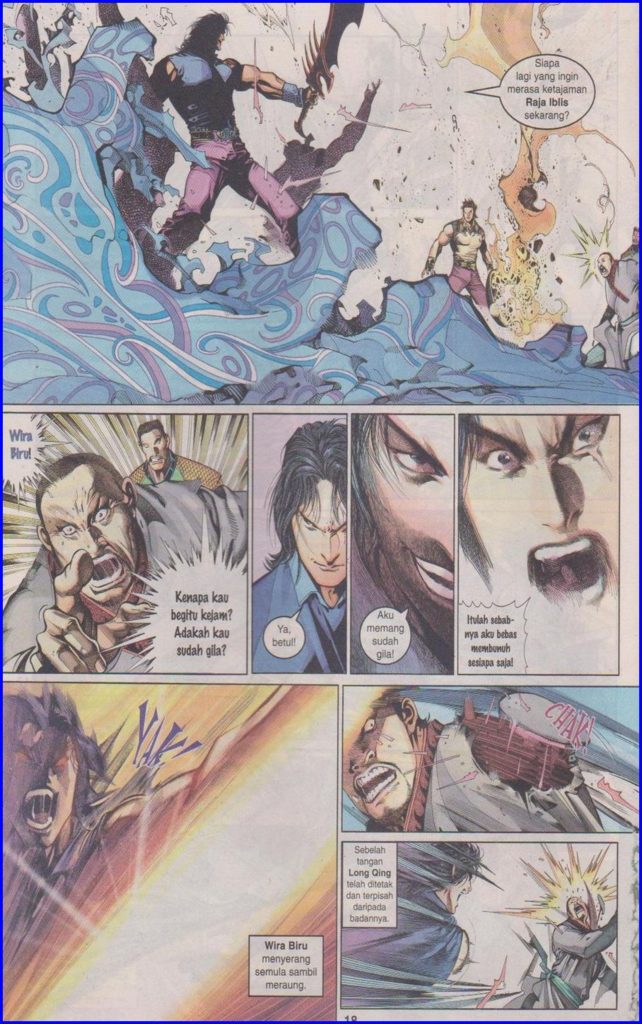 Siapa
lagi yang ingin
merasa ketajaman
Raja Iblis
sekarang?
Wira
Biru!
Kenapa kau
begitu kejam?
Adakah kau
sudah gila?
Ya,
betul!
Aku
memang
sudah
gila!
Itulah sebab-
nya aku bebas
membunuh
sesiapa saja!
YAK!
CHAK!
Wira Biru
menyerang
semula sambil
meraung.
Sebelah
tangan
Long Qing
telah ditetak
dan terpisah
daripada
badannya.
18